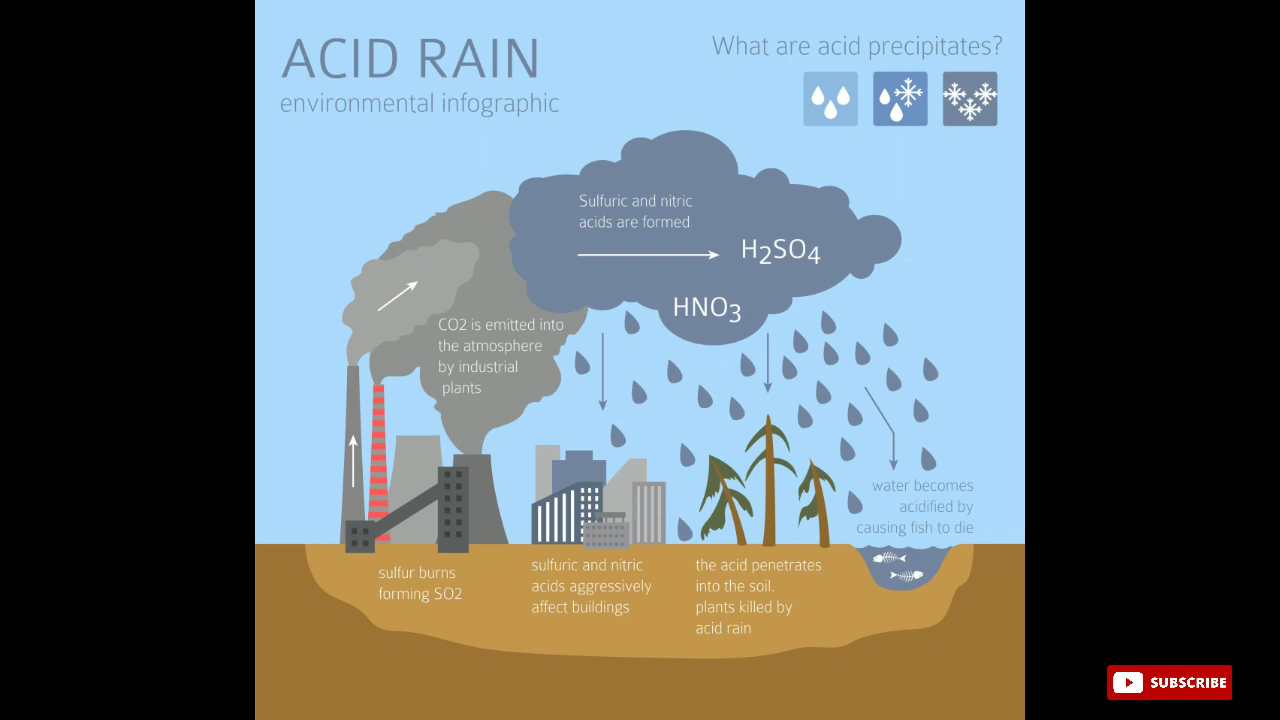 ACID RAIN
environmental infographic
What are acid precipitates?
Sulfuric and nitric
acids are formed
H2SO4
HNO3
CO2 is emitted into
the atmosphere
by industrial
plants
water becomes
acidified by
causing fish to die
sulfur burns
forming SO2
sulfuric and nitric
acids aggressively
affect buildings
the acid penetrates
into the soil.
plants killed by
acid rain
SUBSCRIBE